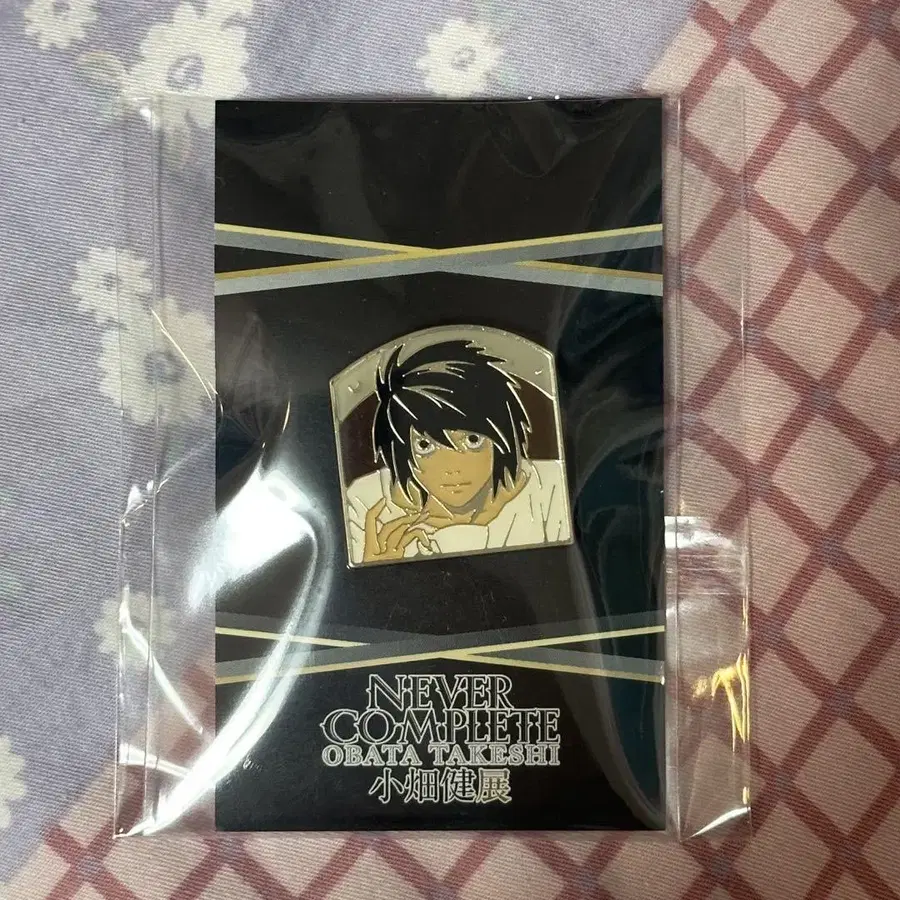 NEVER
COMPLETE
OBATA TAKESHI
小畑健展